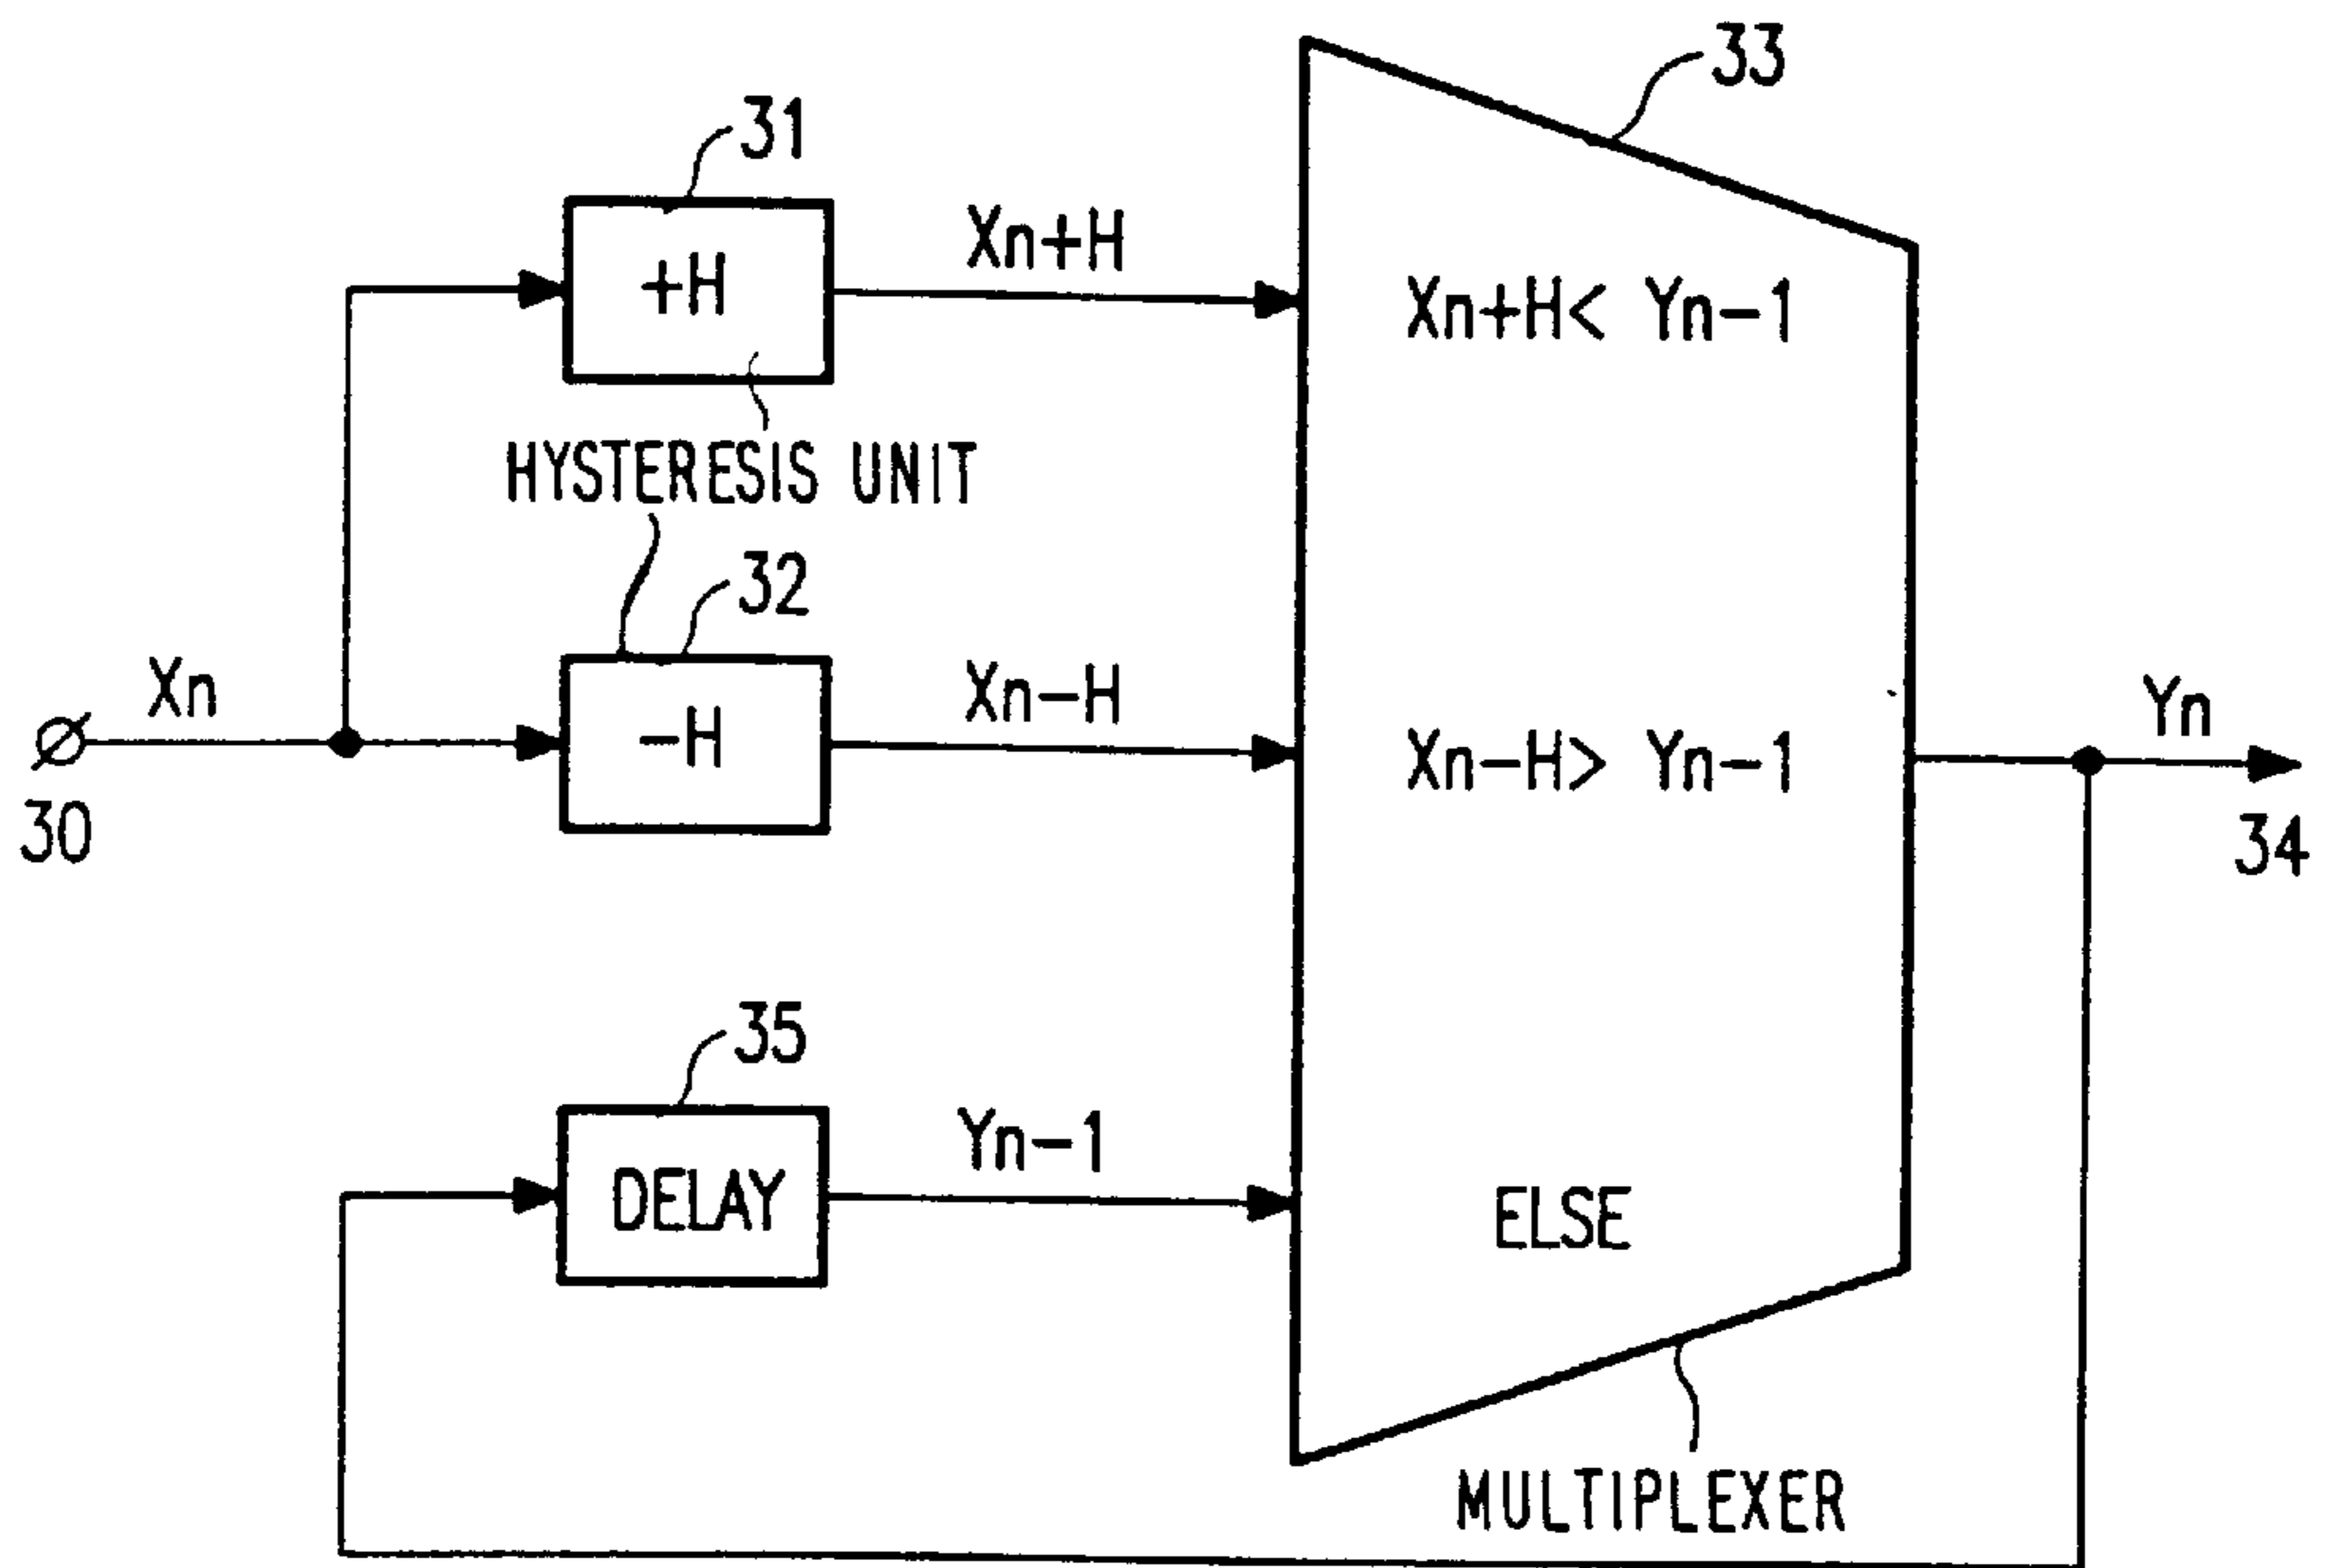 33
31
+H
Xn+H
Xn+H< Yn-1
HYSTERESIS UNIT
32
Xn
-H
Xn-H
Xn-H> Yn-1
Yn
30
34
35
DELAY
Yn-1
ELSE
MULTIPLEXER